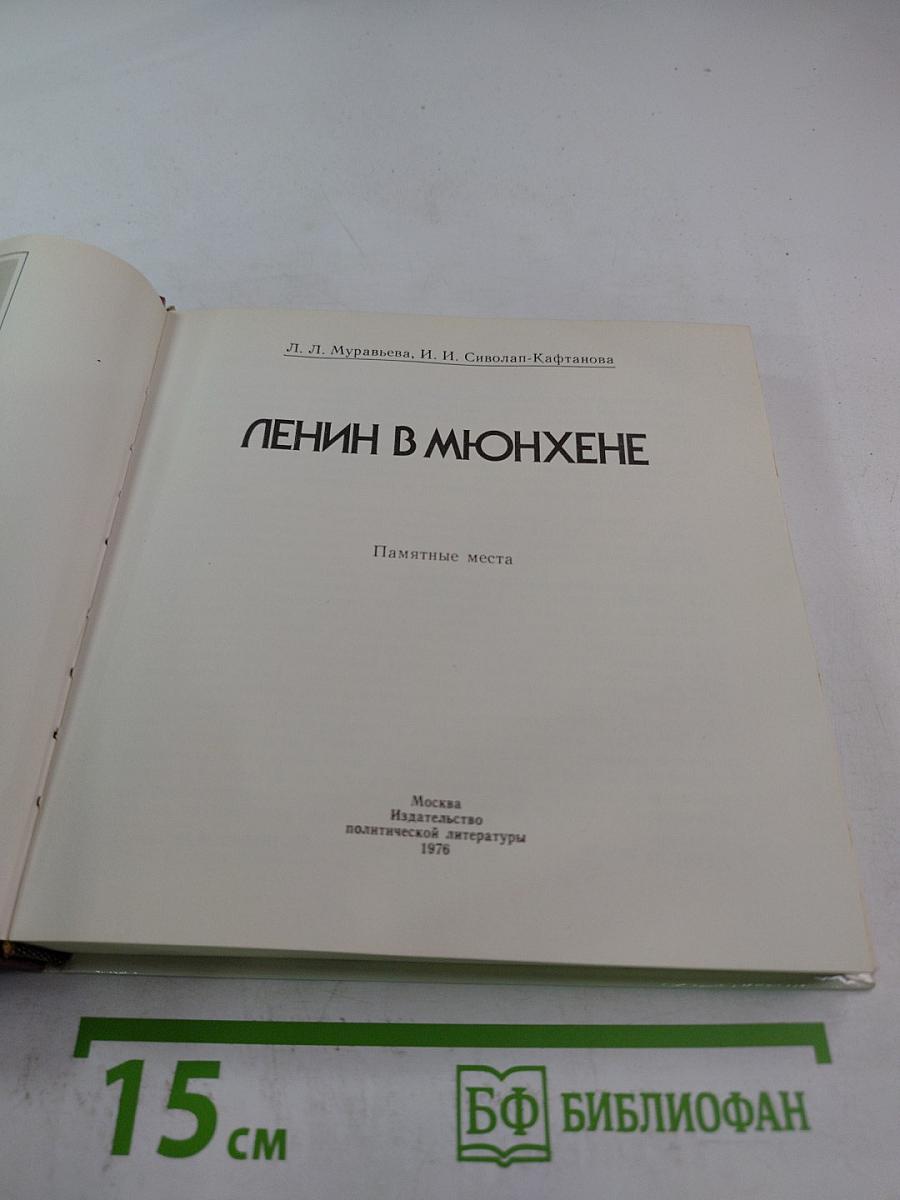 Л. Л. Муравьева, И. И. Сиволап-Кафтанова
ЛЕНИН В МЮНХЕНЕ
Памятные места
Москва
Издательство
политической литературы
1976
15 см
БФ БИБЛИОФАН